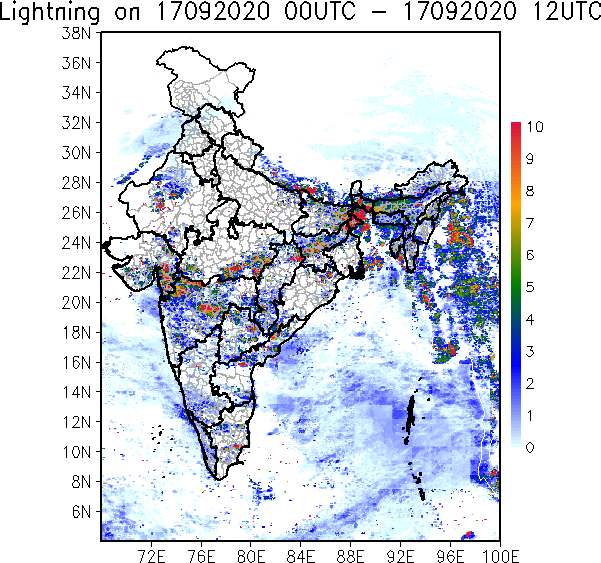 Lightning on 17092020 00UTC – 17092020 12UTC
38N
36N
34N
32N
30N
28N
26N
24N
22N
20N
18N
16N
14N
12N
10N
8N
6N
72E 76E 80E 84E 88E 92E 96E 100E
10
9
8
7
6
5
4
3
2
1
0